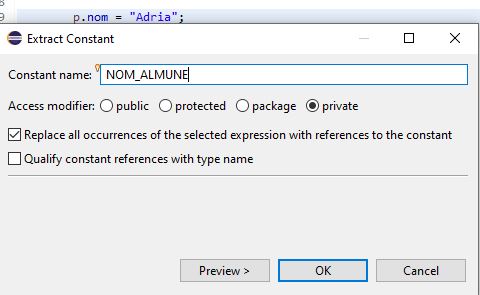 9 p.nom = "Adria";
Extract Constant
Constant name: NOM_ALMUNE
Access modifier: public protected package private
Replace all occurrences of the selected expression with references to the constant
Qualify constant references with type name
Preview > OK Cancel